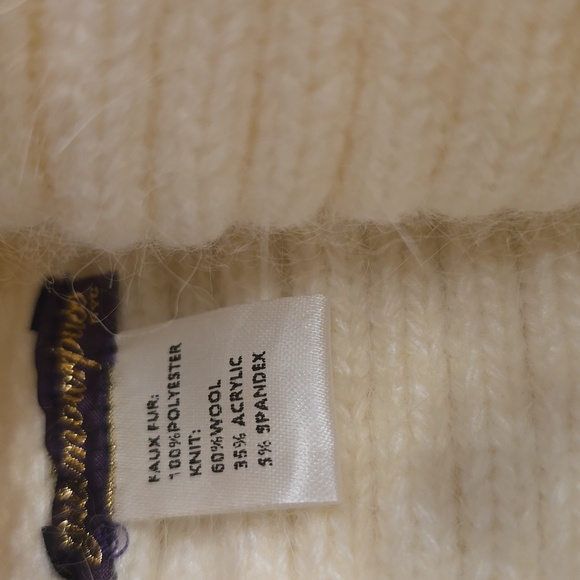 FAUX FUR:
100%POLYESTER
KNIT:
60%WOOL
35% ACRYLIC
5% SPANDEX